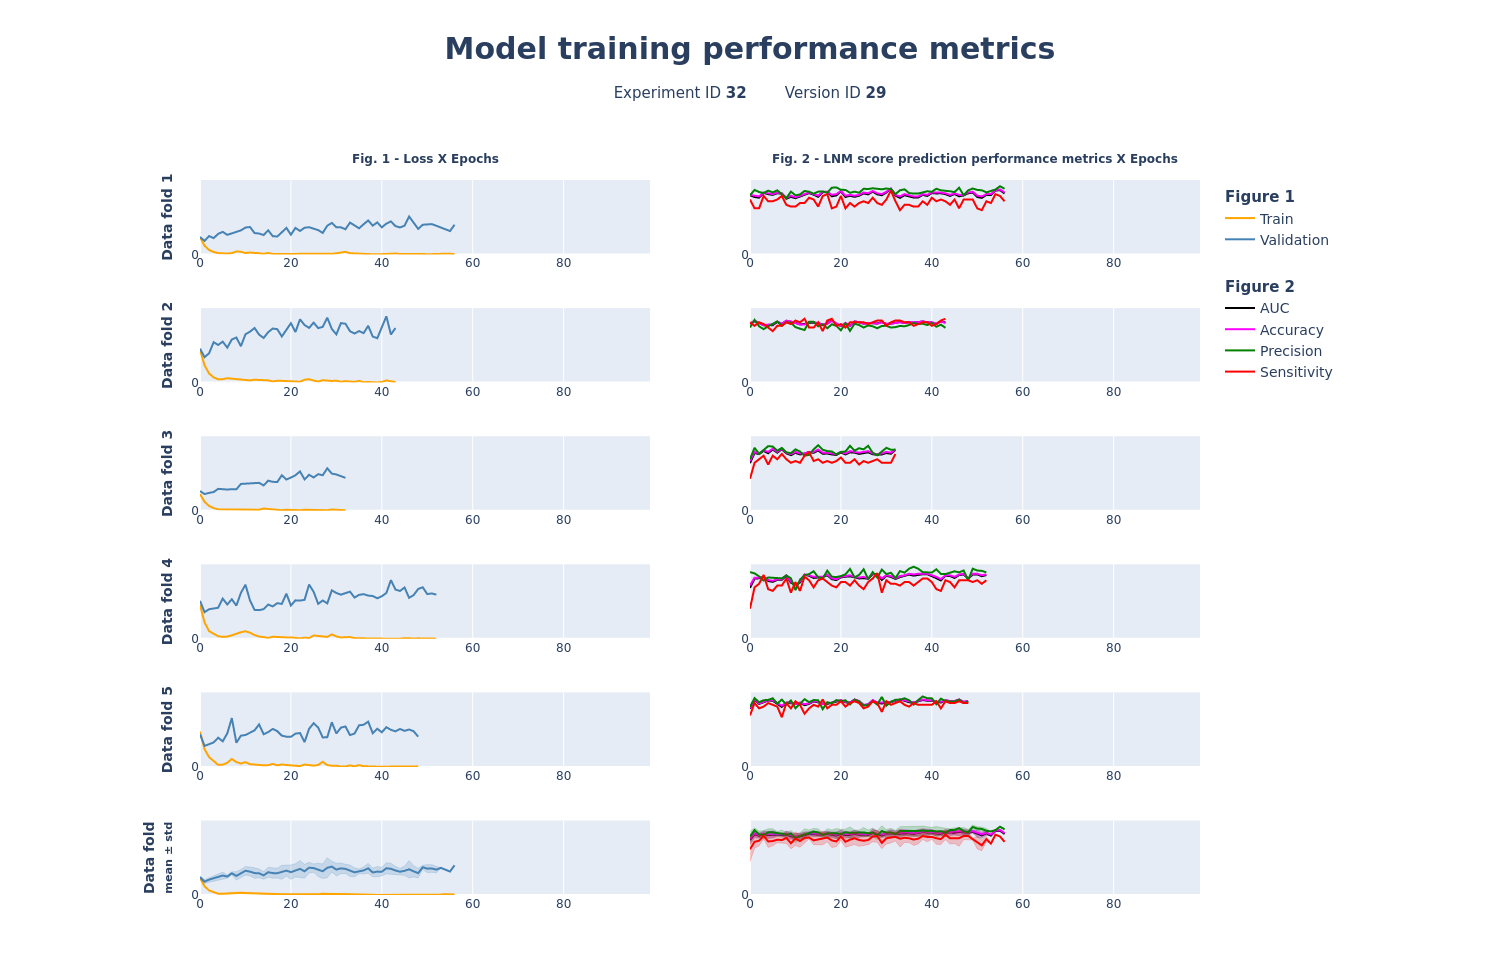 Model training performance metrics
Experiment ID 32 Version ID 29
Fig. 1 - Loss X Epochs
Fig. 2 - LNM score prediction performance metrics X Epochs
Data fold 1
0
0 20 40 60 80
0
0 20 40 60 80
Figure 1
Train
Validation
Figure 2
AUC
Accuracy
Precision
Sensitivity
Data fold 2
0
0 20 40 60 80
0
0 20 40 60 80
Data fold 3
0
0 20 40 60 80
0
0 20 40 60 80
Data fold 4
0
0 20 40 60 80
0
0 20 40 60 80
Data fold 5
0
0 20 40 60 80
0
0 20 40 60 80
Data fold
mean ± std
0
0 20 40 60 80
0
0 20 40 60 80